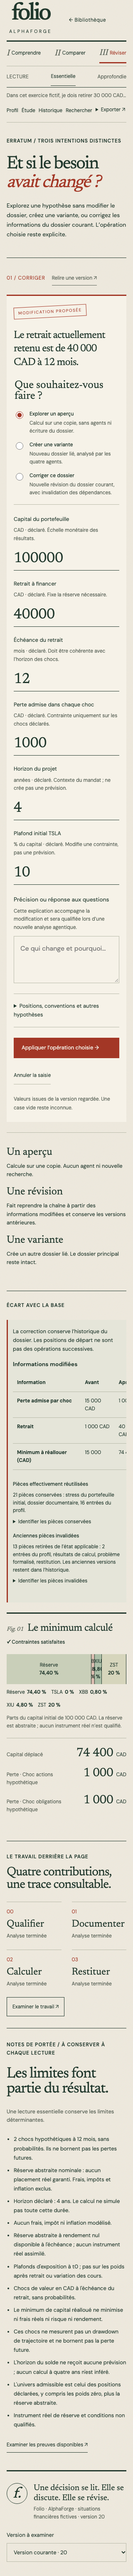 folio
ALPHAFORGE
← Bibliothèque
I Comprendre
II Comparer
III Réviser
LECTURE
Essentielle
Approfondie
Dans cet exercice fictif, je dois retirer 30 000 CAD...
Profil Étude Historique Rechercher ▸ Exporter ↗
ERRATUM / TROIS INTENTIONS DISTINCTES
Et si le besoin
avait changé ?
Explorez une hypothèse sans modifier le
dossier, créez une variante, ou corrigez les
informations du dossier courant. L'opération
choisie reste explicite.
01 / CORRIGER
Relire une version ↗
MODIFICATION PROPOSÉE
Le retrait actuellement
retenu est de 40 000
CAD à 12 mois.
Que souhaitez-vous
faire ?
Explorer un aperçu
Calcul sur une copie, sans agents ni
écriture du dossier.
Créer une variante
Nouveau dossier lié, analysé par les
quatre agents.
Corriger ce dossier
Nouvelle révision du dossier courant,
avec invalidation des dépendances.
Capital du portefeuille
CAD · déclaré. Échelle monétaire des
résultats.
100000
Retrait à financer
CAD · déclaré. Fixe la réserve nécessaire.
40000
Échéance du retrait
mois · déclaré. Doit être cohérente avec
l'horizon des chocs.
12
Perte admise dans chaque choc
CAD · déclaré. Contrainte uniquement sur les
chocs déclarés.
1000
Horizon du projet
années · déclaré. Contexte du mandat ; ne
crée pas une prévision.
4
Plafond initial TSLA
% du capital · déclaré. Modifie une contrainte,
pas une prévision.
10
Précision ou réponse aux questions
Cette explication accompagne la
modification et sera qualifiée lors d'une
nouvelle analyse agentique.
Ce qui change et pourquoi...
▸ Positions, conventions et autres
hypothèses
Appliquer l'opération choisie →
Annuler la saisie
Valeurs issues de la version regardée. Une
case vide reste inconnue.
Un aperçu
Calcule sur une copie. Aucun agent ni nouvelle
recherche.
Une révision
Fait reprendre la chaîne à partir des
informations modifiées et conserve les versions
antérieures.
Une variante
Crée un autre dossier lié. Le dossier principal
reste intact.
ÉCART AVEC LA BASE
La correction conserve l'historique du
dossier. Les positions de départ ne sont
pas des opérations successives.
Informations modifiées
Information Avant
Perte admise par choc 15 000 CAD
Retrait 1 000 CAD 40
Minimum à réallouer (CAD) 15 000
Pièces effectivement réutilisées
21 pièces conservées : stress du portefeuille
initial, dossier documentaire, 16 entrées du
profil.
▸ Identifier les pièces conservées
Anciennes pièces invalidées
13 pièces retirées de l'état applicable : 2
entrées du profil, résultats de calcul, problème
formalisé, restitution. Les anciennes versions
restent dans l'historique.
▸ Identifier les pièces invalidées
Fig. 01 Le minimum calculé
✓ Contraintes satisfaites
Réserve
74,40 %
ZST
20 %
Réserve 74,40 % TSLA 0 % XBB 0,80 %
XIU 4,80 % ZST 20 %
Parts du capital initial de 100 000 CAD. La réserve
est abstraite ; aucun instrument réel n'est qualifié.
Capital déplacé 74 400 CAD
Perte · Choc actions
hypothétique
1 000 CAD
Perte · Choc obligations
hypothétique
1 000 CAD
LE TRAVAIL DERRIÈRE LA PAGE
Quatre contributions,
une trace consultable.
00
Qualifier
Analyse terminée
01
Documenter
Analyse terminée
02
Calculer
Analyse terminée
03
Restituer
Analyse terminée
Examiner le travail ↗
NOTES DE PORTÉE / À CONSERVER À
CHAQUE LECTURE
Les limites font
partie du résultat.
Une lecture essentielle conserve les limites
déterminantes.
• 2 chocs hypothétiques à 12 mois, sans
probabilités. Ils ne bornent pas les pertes
futures.
• Réserve abstraite nominale : aucun
placement réel garanti. Frais, impôts et
inflation exclus.
• Horizon déclaré : 4 ans. Le calcul ne simule
pas toute cette durée.
• Aucun frais, impôt ni inflation modélisé.
• Réserve abstraite à rendement nul
disponible à l'échéance ; aucun instrument
réel assimilé.
• Plafonds d'exposition à t0 ; pas sur les poids
après retrait ou variation des cours.
• Chocs de valeur en CAD à l'échéance du
retrait, sans probabilités.
• Le minimum de capital réalloué ne minimise
ni frais réels ni risque ni rendement.
• Ces chocs ne mesurent pas un drawdown
de trajectoire et ne bornent pas la perte
future.
• L'horizon du solde ne reçoit aucune prévision
; aucun calcul à quatre ans n'est inféré.
• L'univers admissible est celui des positions
déclarées, y compris les poids zéro, plus la
réserve abstraite.
• Instrument réel de réserve et conditions non
qualifiés.
Examiner les preuves disponibles ↗
f.
Une décision se lit. Elle se
discute. Elle se révise.
Folio · AlphaForge · situations
financières fictives · version 20
Version à examiner
Version courante · 20